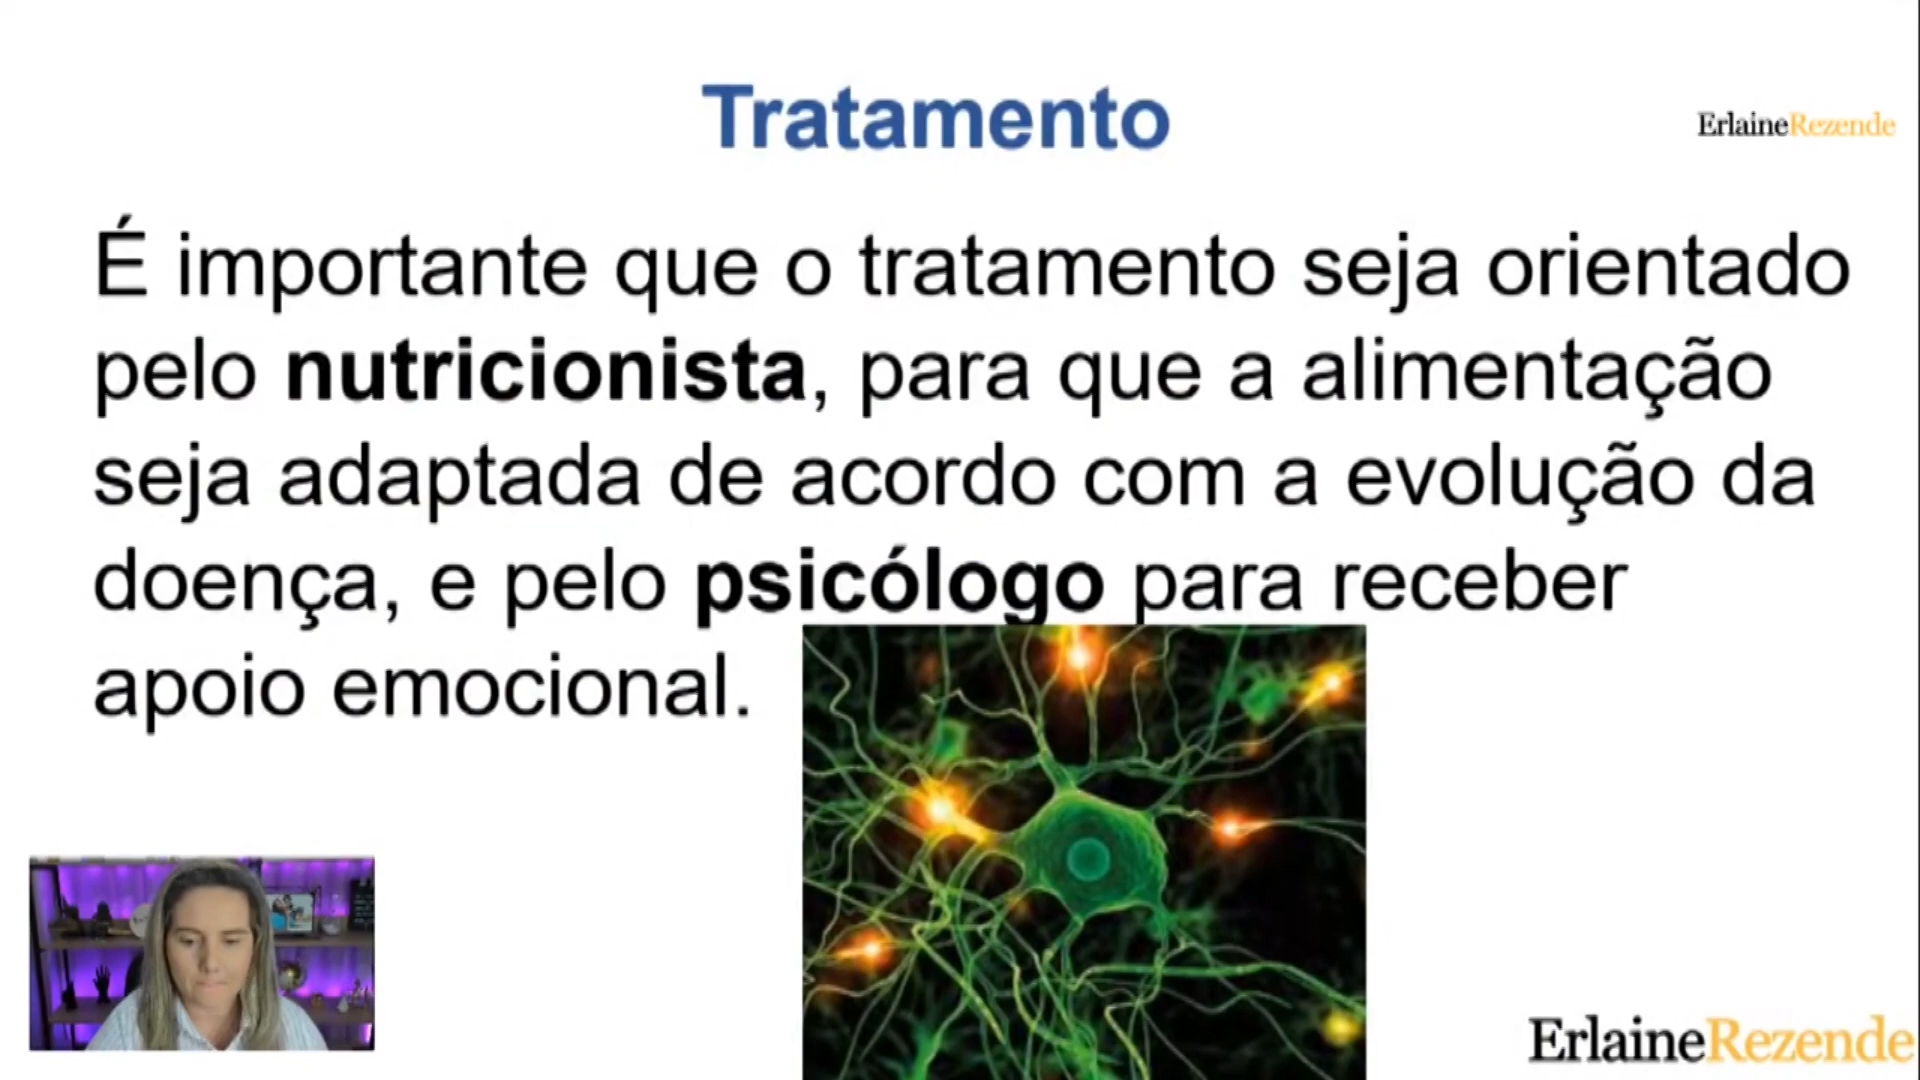 Tratamento
ErlaineRezende
É importante que o tratamento seja orientado
pelo nutricionista, para que a alimentação
seja adaptada de acordo com a evolução da
doença, e pelo psicólogo para receber
apoio emocional.
ErlaineRezende